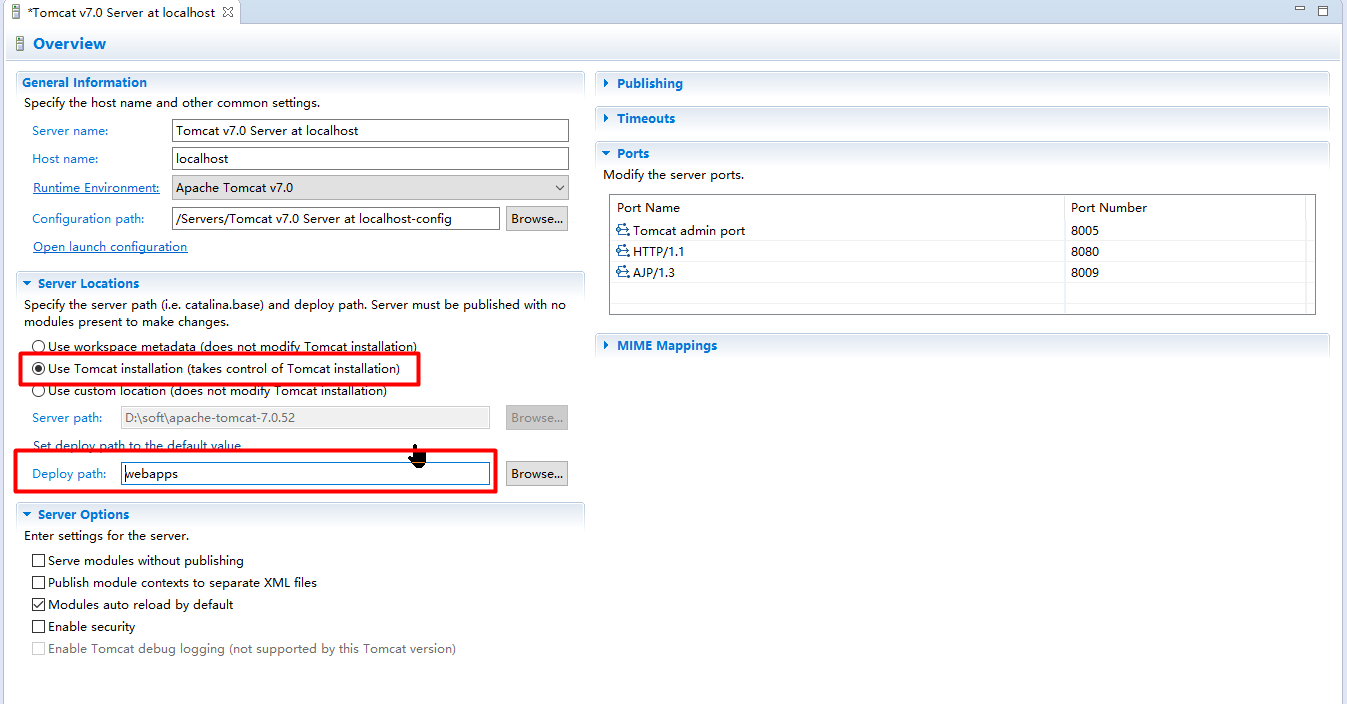 *Tomcat v7.0 Server at localhost
Overview
General Information
Specify the host name and other common settings.
Server name: Tomcat v7.0 Server at localhost
Host name: localhost
Runtime Environment: Apache Tomcat v7.0
Configuration path: /Servers/Tomcat v7.0 Server at localhost-config Browse...
Open launch configuration
Server Locations
Specify the server path (i.e. catalina.base) and deploy path. Server must be published with no
modules present to make changes.
Use workspace metadata (does not modify Tomcat installation)
Use Tomcat installation (takes control of Tomcat installation)
Use custom location (does not modify Tomcat installation)
Server path: D:\soft\apache-tomcat-7.0.52 Browse...
Set deploy path to the default value
Deploy path: webapps Browse...
Server Options
Enter settings for the server.
Serve modules without publishing
Publish module contexts to separate XML files
Modules auto reload by default
Enable security
Enable Tomcat debug logging (not supported by this Tomcat version)
Publishing
Timeouts
Ports
Modify the server ports.
Port Name Port Number
Tomcat admin port 8005
HTTP/1.1 8080
AJP/1.3 8009
MIME Mappings